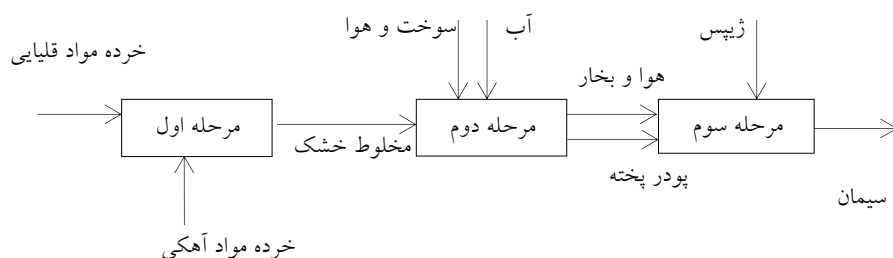 خرده مواد قلیایی
سوخت و هوا
آب
ژیپس
هوا و بخار
مرحله اول
مرحله دوم
مرحله سوم
مخلوط خشک
پودر پخته
سیمان
خرده مواد آهکی